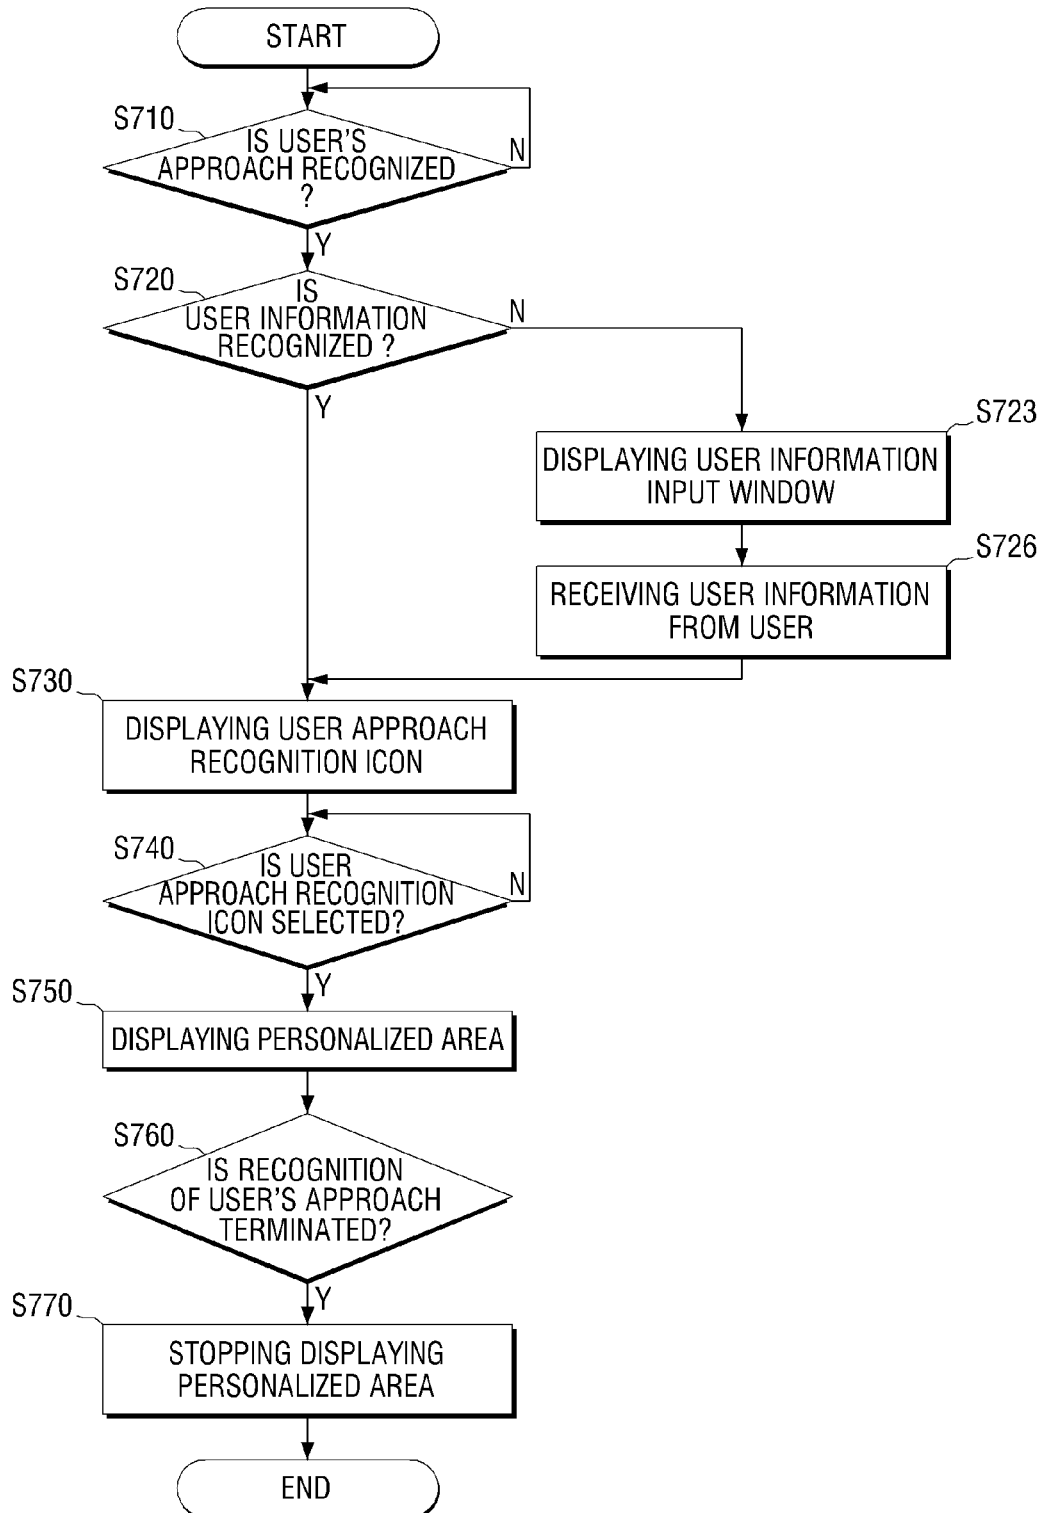 START
S710
IS USER'S
APPROACH RECOGNIZED
?
N
Y
S720
IS
USER INFORMATION
RECOGNIZED ?
N
Y
S723
DISPLAYING USER INFORMATION
INPUT WINDOW
S726
RECEIVING USER INFORMATION
FROM USER
S730
DISPLAYING USER APPROACH
RECOGNITION ICON
S740
IS USER
APPROACH RECOGNITION
ICON SELECTED?
N
Y
S750
DISPLAYING PERSONALIZED AREA
S760
IS RECOGNITION
OF USER'S APPROACH
TERMINATED?
Y
S770
STOPPING DISPLAYING
PERSONALIZED AREA
END